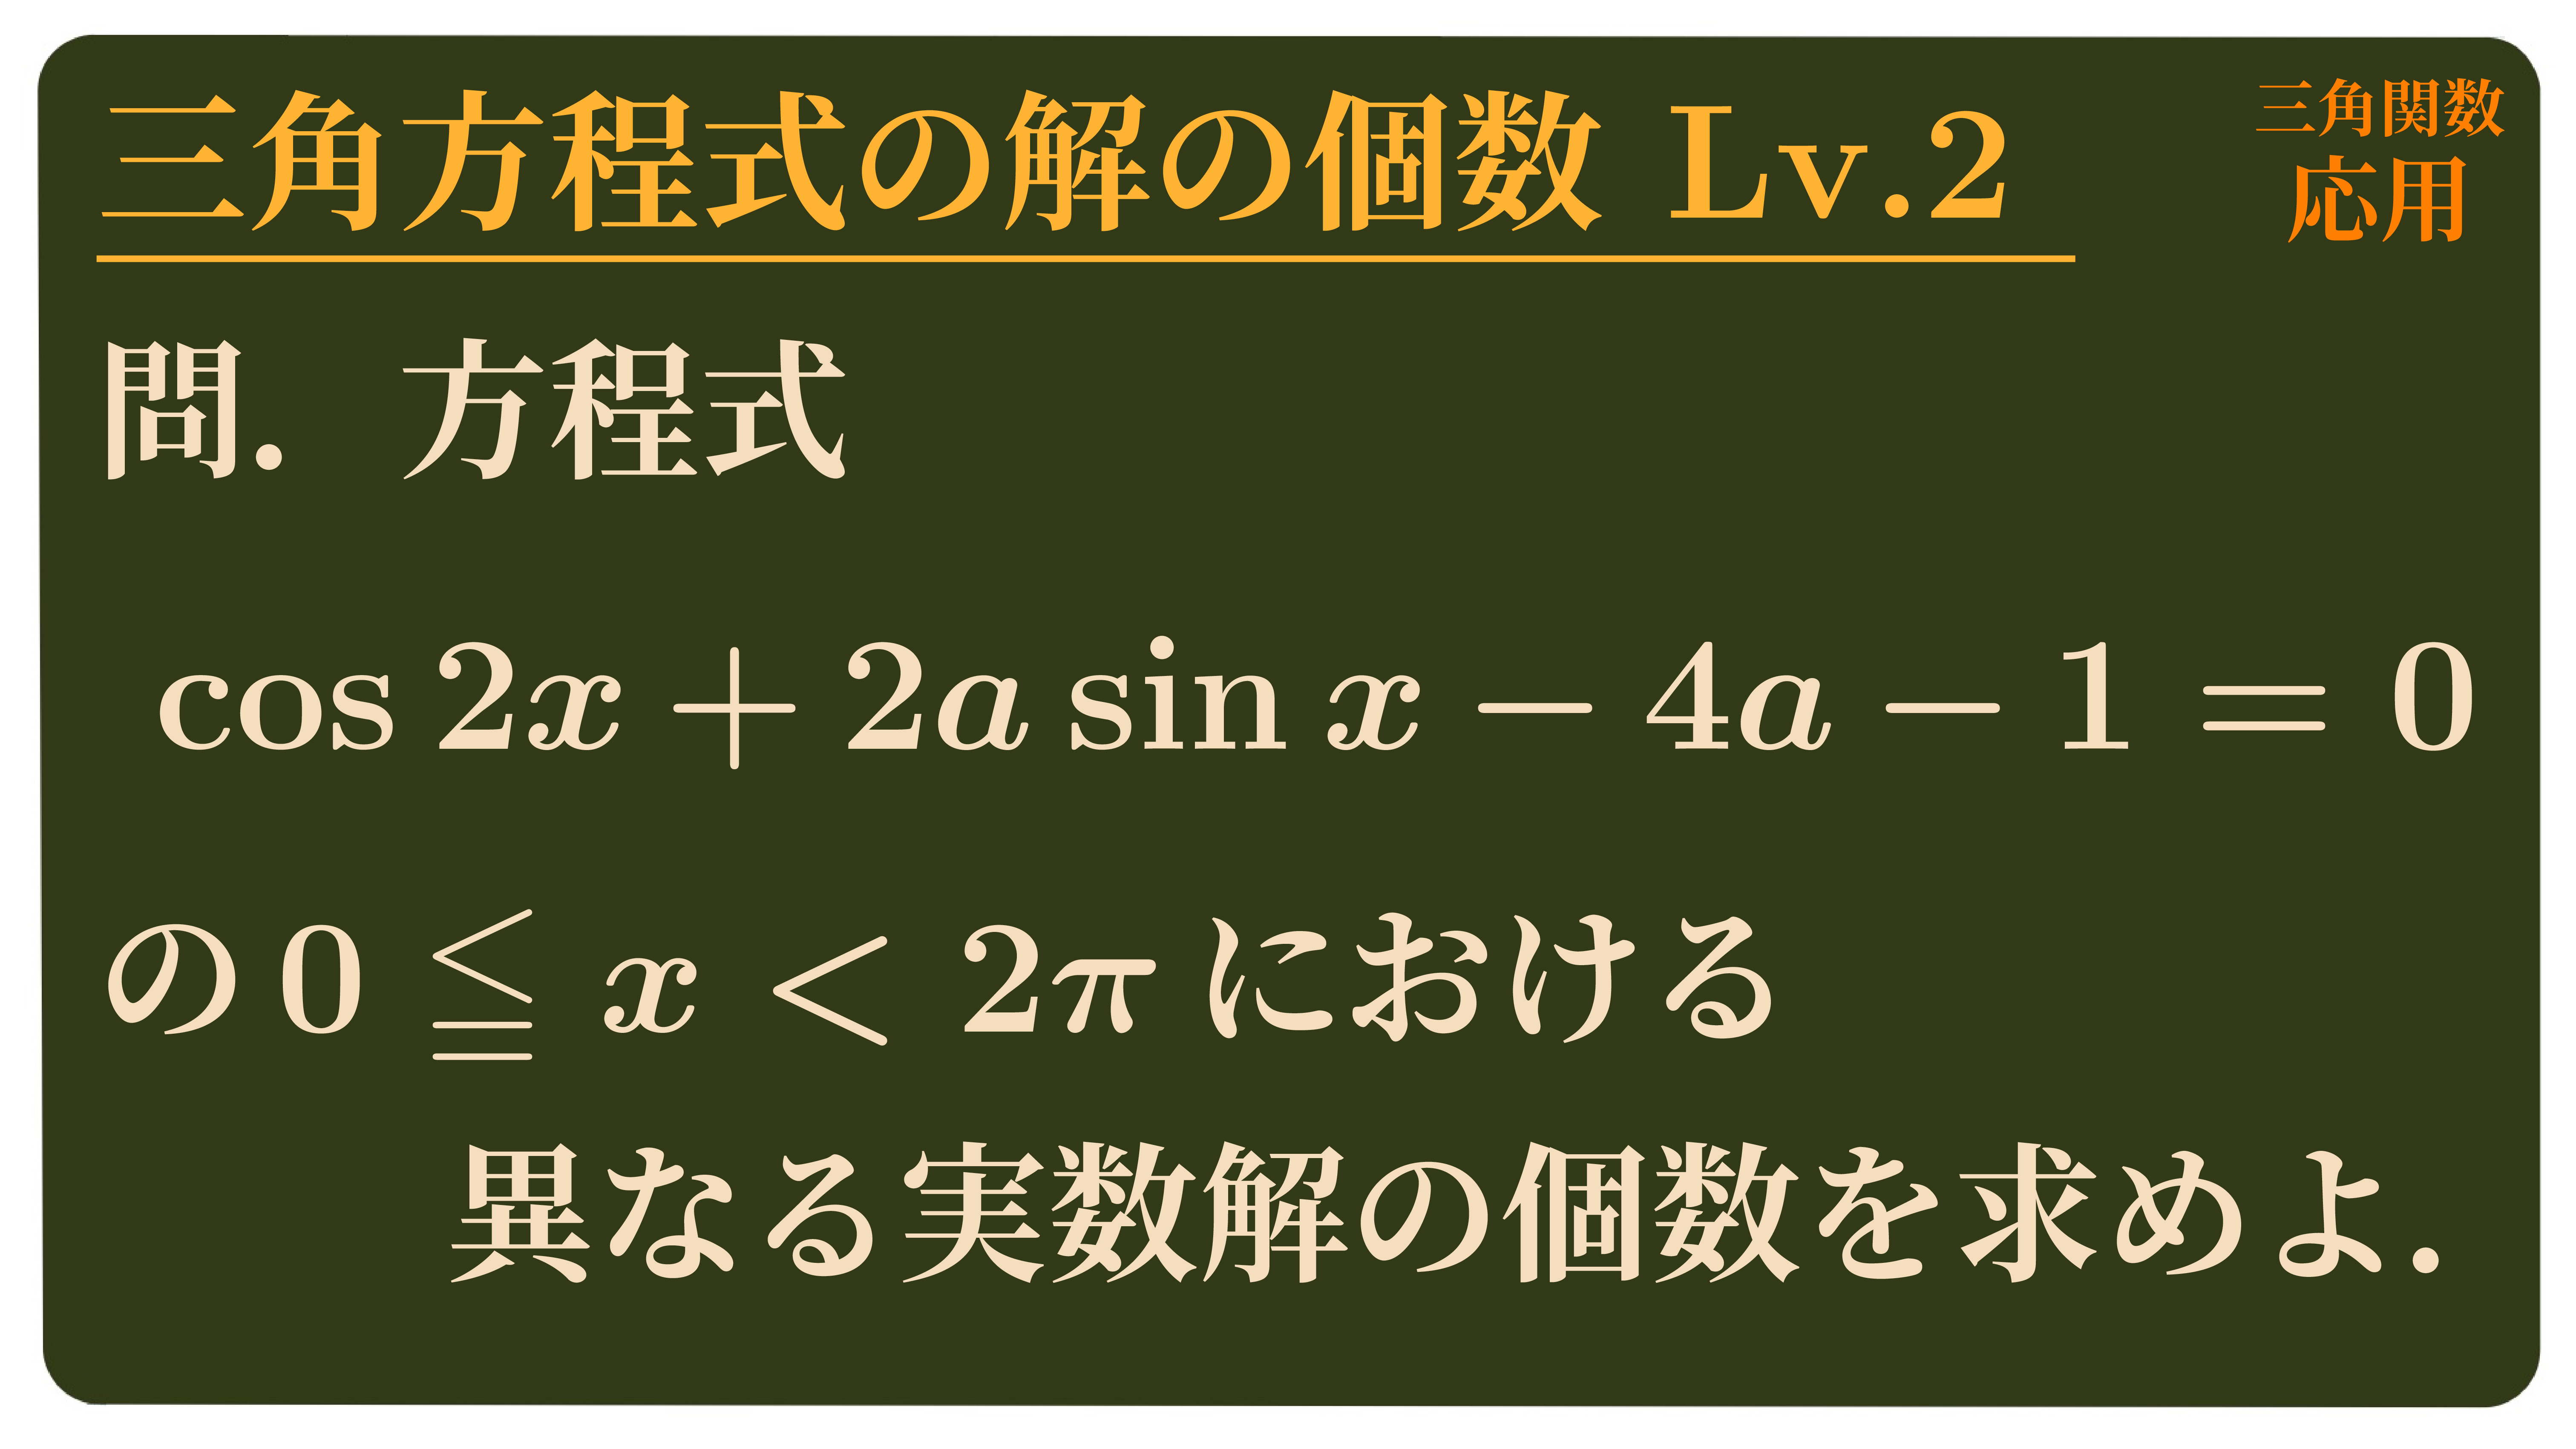 三角方程式の解の個数 Lv.2
三角関数
応用
問. 方程式
cos 2x + 2a sin x − 4a − 1 = 0
の 0 ≦ x < 2π における
異なる実数解の個数を求めよ.